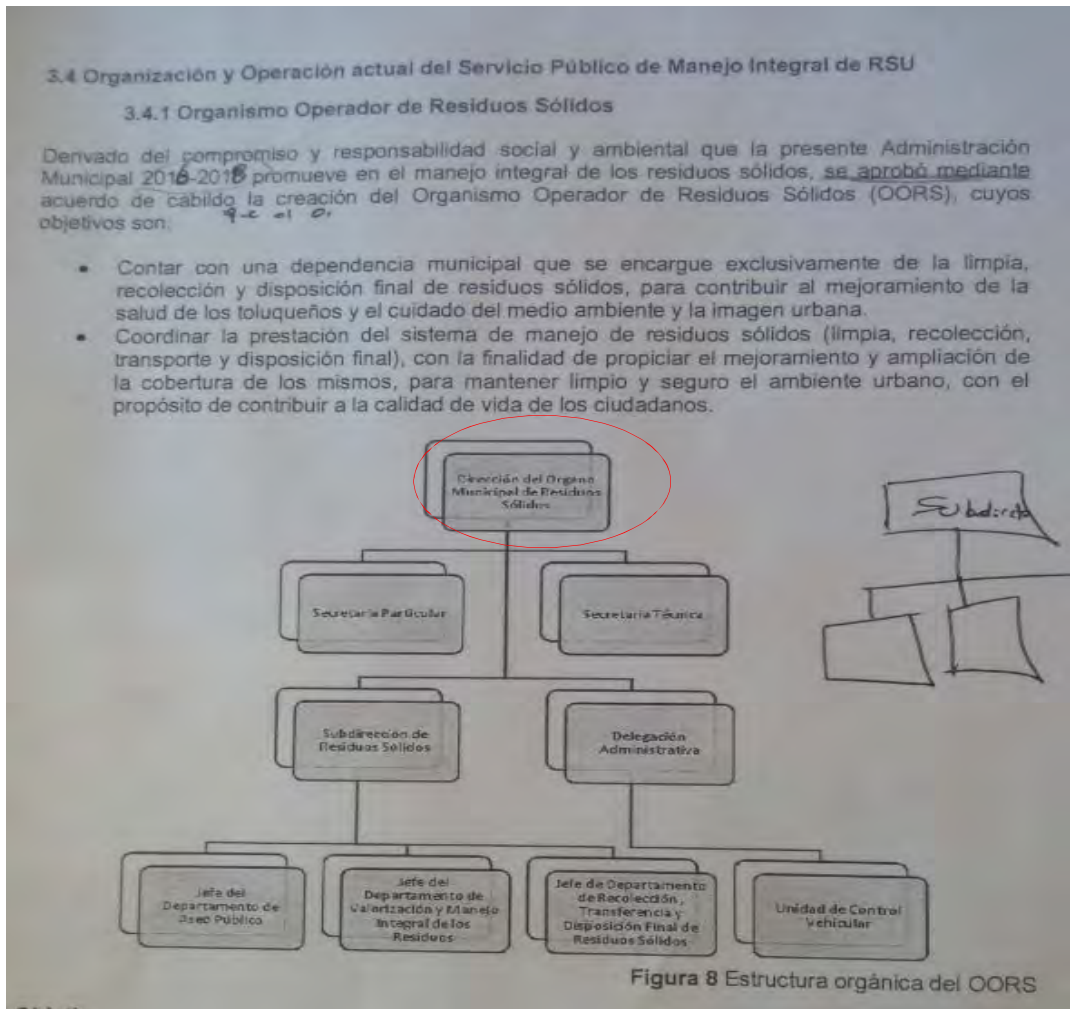 3.4 Organización y Operación actual del Servicio Público de Manejo Integral de RSU
3.4.1 Organismo Operador de Residuos Sólidos
Derivado del compromiso y responsabilidad social y ambiental que la presente Administración
Municipal 2016-2018 promueve en el manejo integral de los residuos sólidos, se aprobó mediante
acuerdo de cabildo la creación del Organismo Operador de Residuos Sólidos (OORS), cuyos
objetivos son:
• Contar con una dependencia municipal que se encargue exclusivamente de la limpia,
recolección y disposición final de residuos sólidos, para contribuir al mejoramiento de la
salud de los toluqueños y el cuidado del medio ambiente y la imagen urbana.
• Coordinar la prestación del sistema de manejo de residuos sólidos (limpia, recolección,
transporte y disposición final), con la finalidad de propiciar el mejoramiento y ampliación de
la cobertura de los mismos, para mantener limpio y seguro el ambiente urbano, con el
propósito de contribuir a la calidad de vida de los ciudadanos.
Dirección del Organo
Municipal de Residuos
Sólidos
Subdirecto
Secretaría Particular
Secretaría Técnica
Subdirección de
Residuos Sólidos
Delegación
Administrativa
Jefe del
Departamento de
Aseo Público
Jefe del
Departamento de
Valorización y Manejo
Integral de los
Residuos
Jefe de Departamento
de Recolección,
Transferencia y
Disposición Final de
Residuos Sólidos
Unidad de Control
Vehicular
Figura 8 Estructura orgánica del OORS